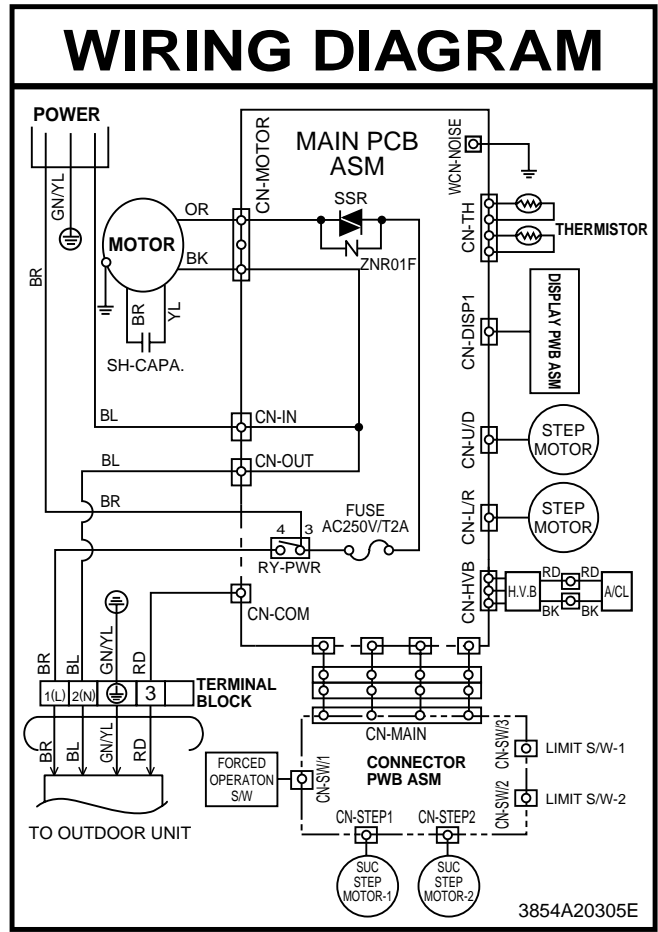 WIRING DIAGRAM
POWER
GN/YL
BR
MOTOR
OR
BK
BR
YL
SH-CAPA.
CN-MOTOR
MAIN PCB
ASM
SSR
ZNR01F
WCN-NOISE
CN-TH
THERMISTOR
CN-DISP1
DISPLAY PWB ASM
CN-U/D
STEP
MOTOR
CN-L/R
STEP
MOTOR
BL
CN-IN
BL
CN-OUT
BR
4 3
RY-PWR
FUSE
AC250V/T2A
CN-HVB
H.V.B
RD
RD
BK
BK
A/CL
CN-COM
BR
BL
GN/YL
RD
1(L)
2(N)
3
TERMINAL
BLOCK
BR
BL
GN/YL
RD
TO OUTDOOR UNIT
CN-MAIN
CONNECTOR
PWB ASM
FORCED
OPERATON
S/W
CN-SW/1
CN-SW/3
LIMIT S/W-1
CN-SW/2
LIMIT S/W-2
CN-STEP1
CN-STEP2
SUC
STEP
MOTOR-1
SUC
STEP
MOTOR-2
3854A20305E